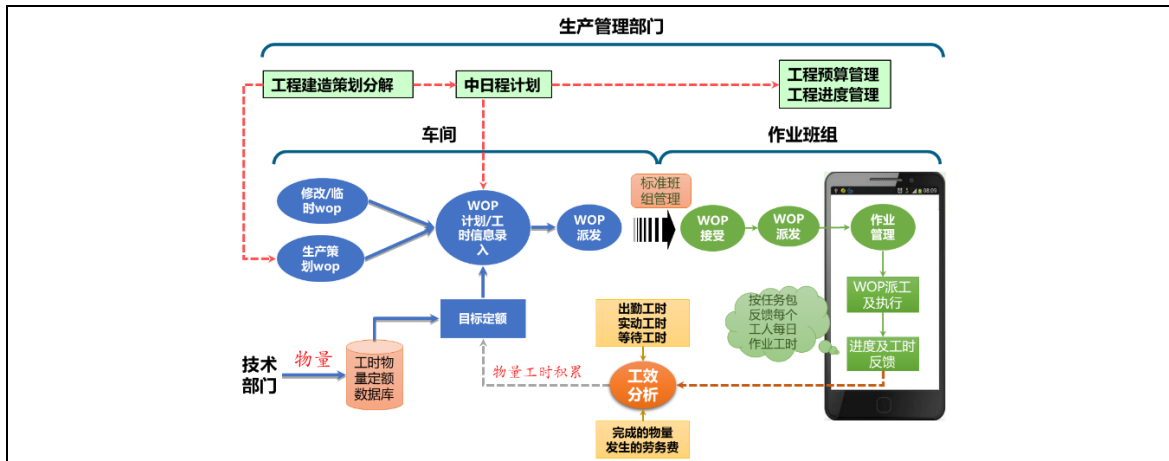 生产管理部门
工程建造策划分解
中日程计划
工程预算管理
工程进度管理
车间
作业班组
修改/临
时wop
生产策
划wop
WOP
计划/工
时信息录
入
WOP
派发
标准班
组管理
WOP
接受
WOP
派发
08:09
作业
管理
WOP派工
及执行
进度及工时
反馈
按任务包
反馈每个
工人每日
作业工时
目标定额
出勤工时
实动工时
等待工时
技术
部门
物量
工时物
量定额
数据库
物量工时积累
工效
分析
完成的物量
发生的劳务费